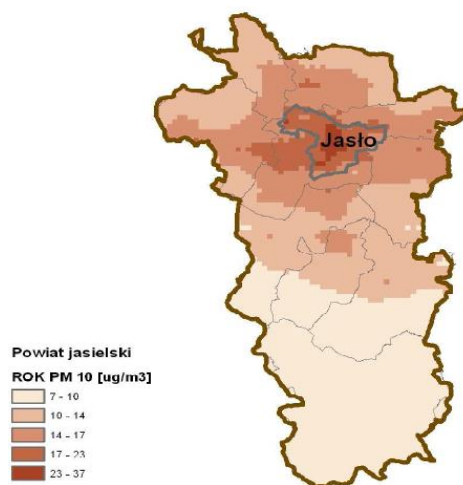 Jasło
Powiat jasielski
ROK PM 10 [ug/m3]
7 - 10
10 - 14
14 - 17
17 - 23
23 - 37